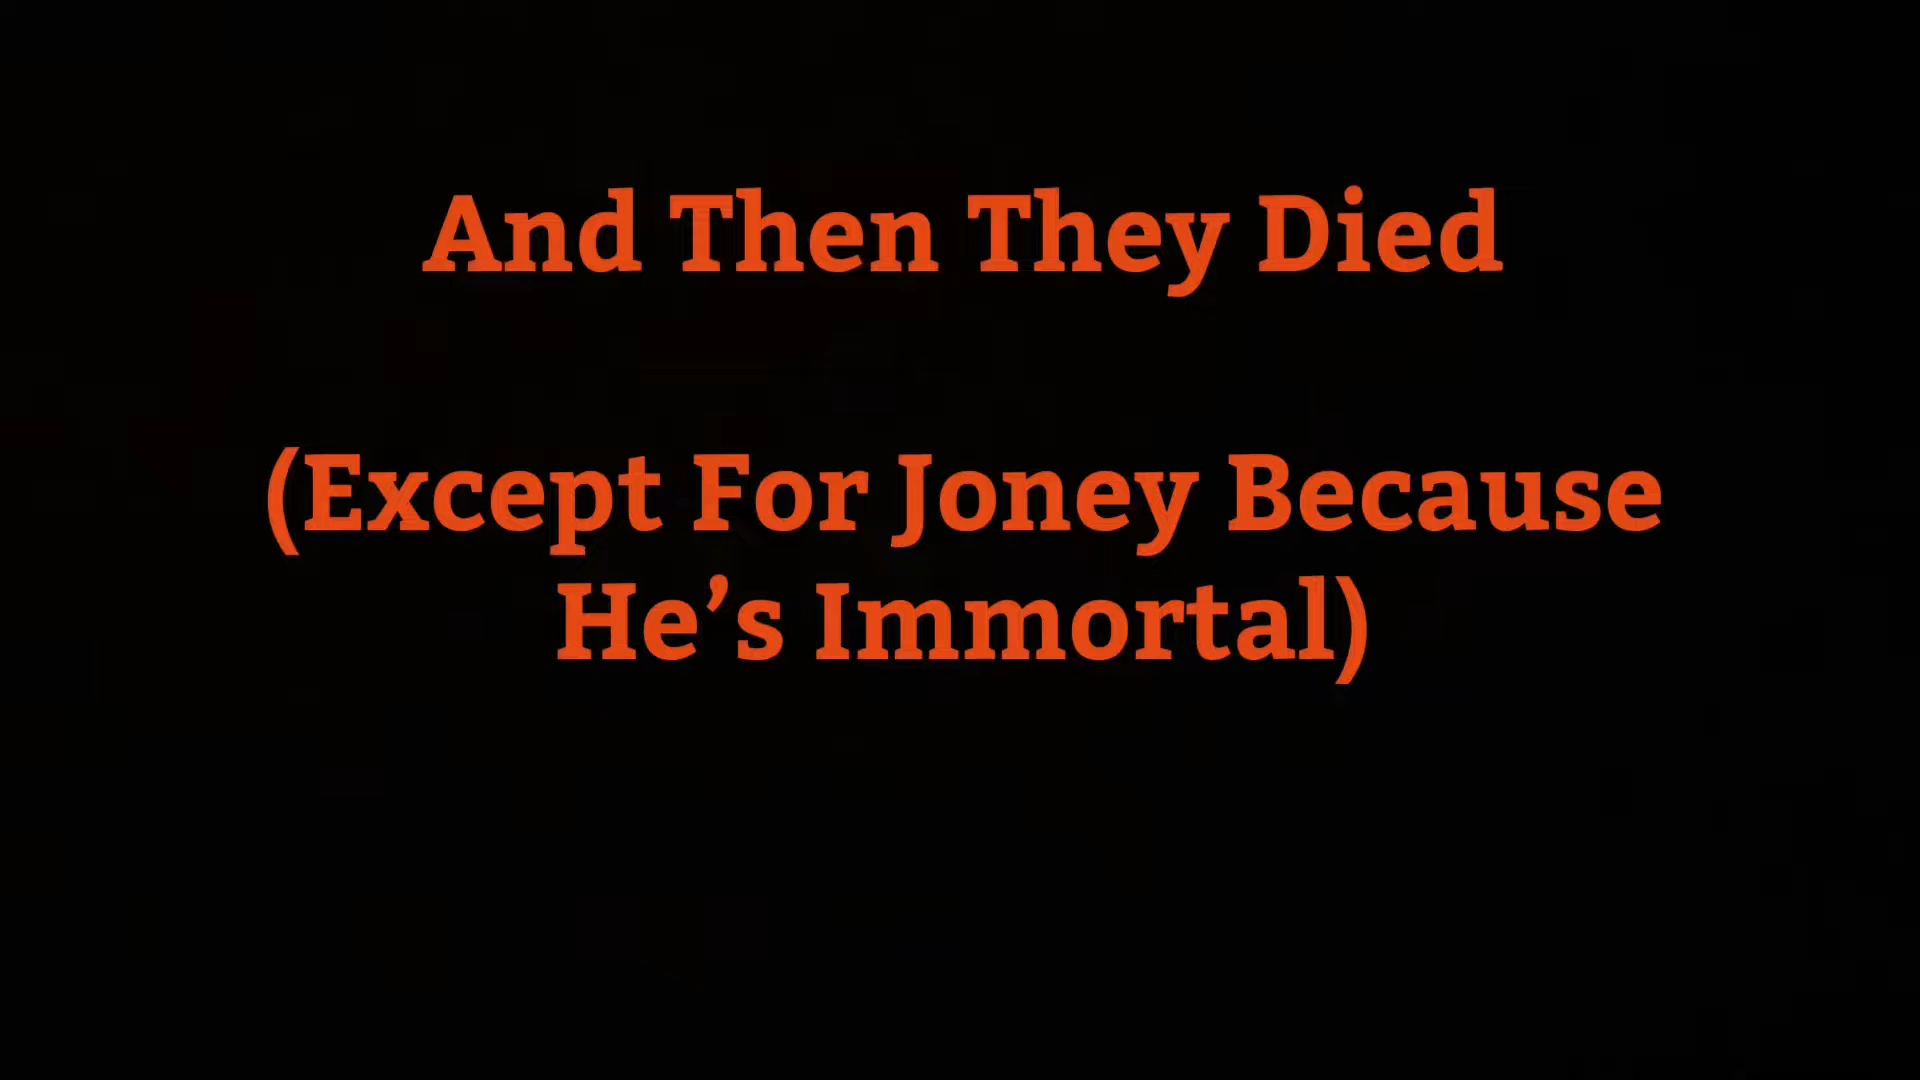 And Then They Died
(Except For Joney Because
He’s Immortal)